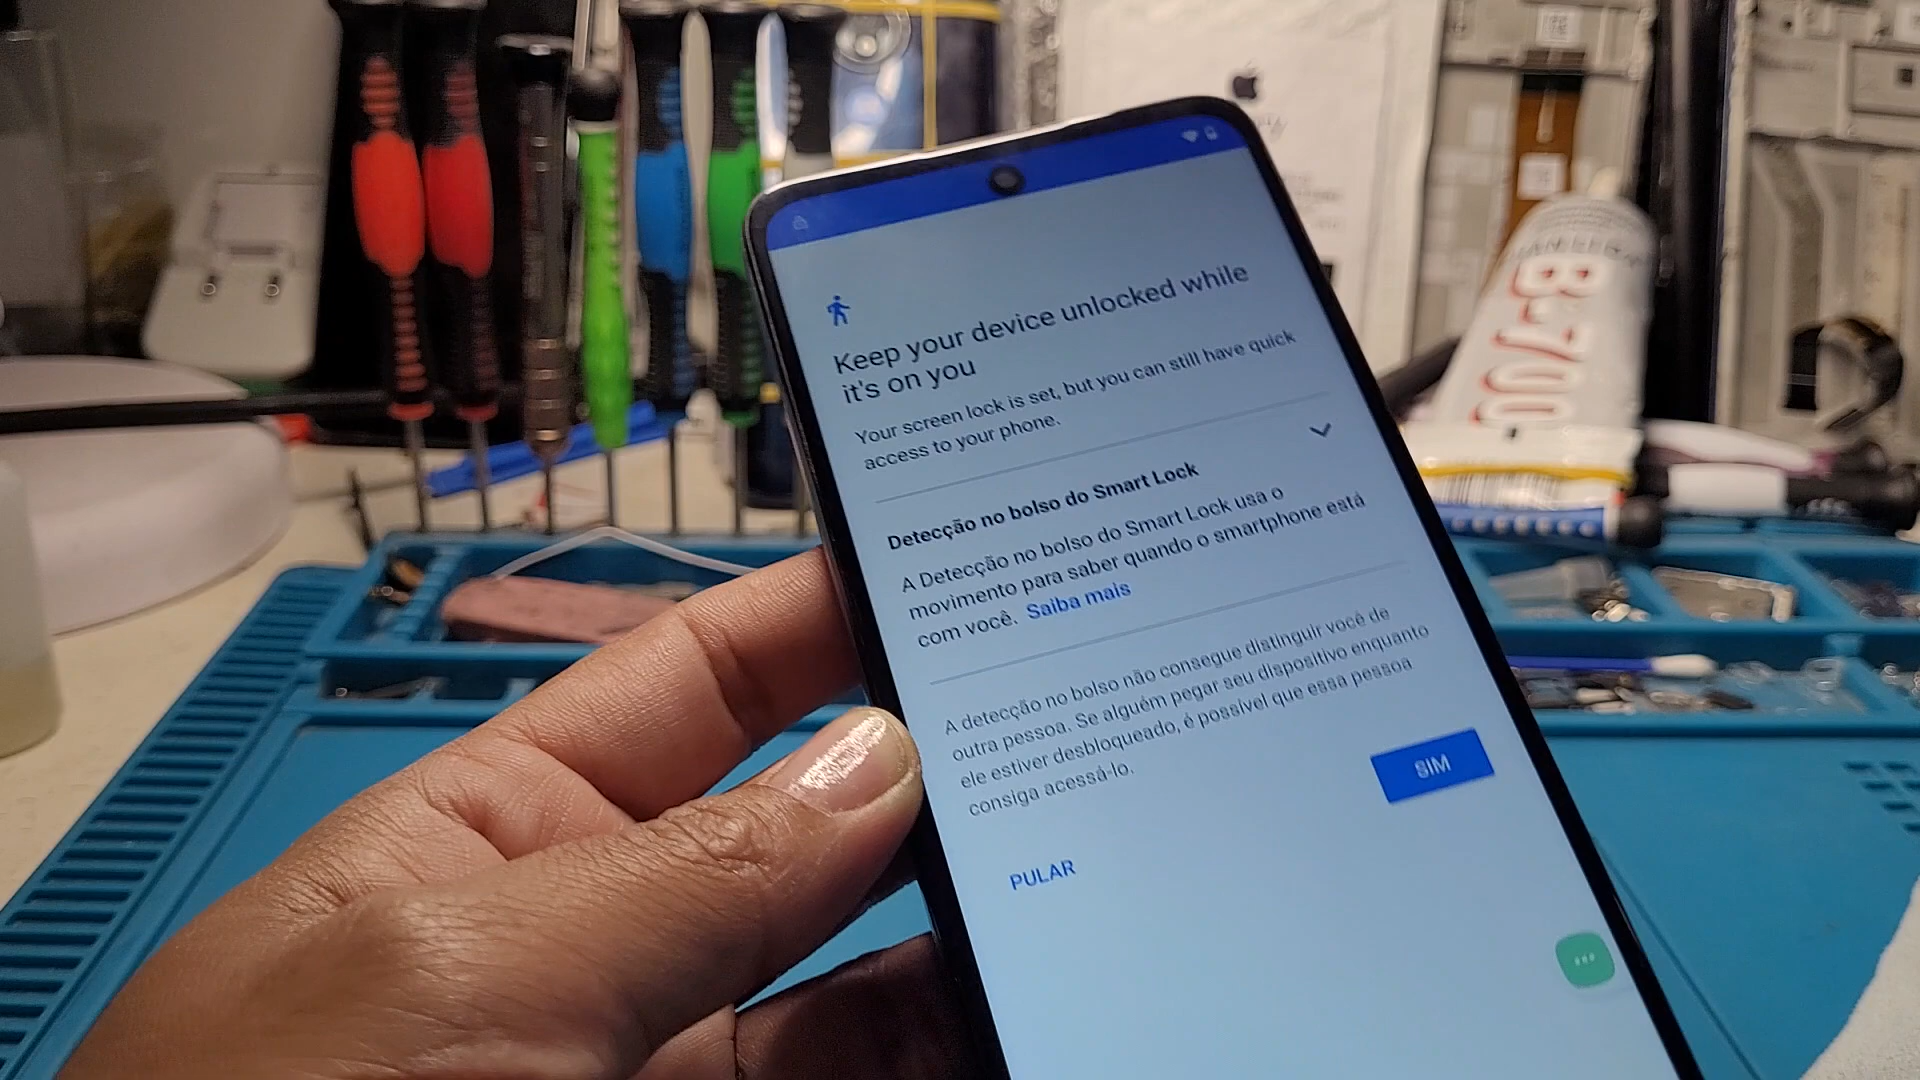 Keep your device unlocked while
it's on you
Your screen lock is set, but you can still have quick
access to your phone.
Detecção no bolso do Smart Lock
A Detecção no bolso do Smart Lock usa o
movimento para saber quando o smartphone está
com você. Saiba mais
A detecção no bolso não consegue distinguir você de
outra pessoa. Se alguém pegar seu dispositivo enquanto
ele estiver desbloqueado, é possível que essa pessoa
consiga acessá-lo.
SIM
PULAR
B-7000